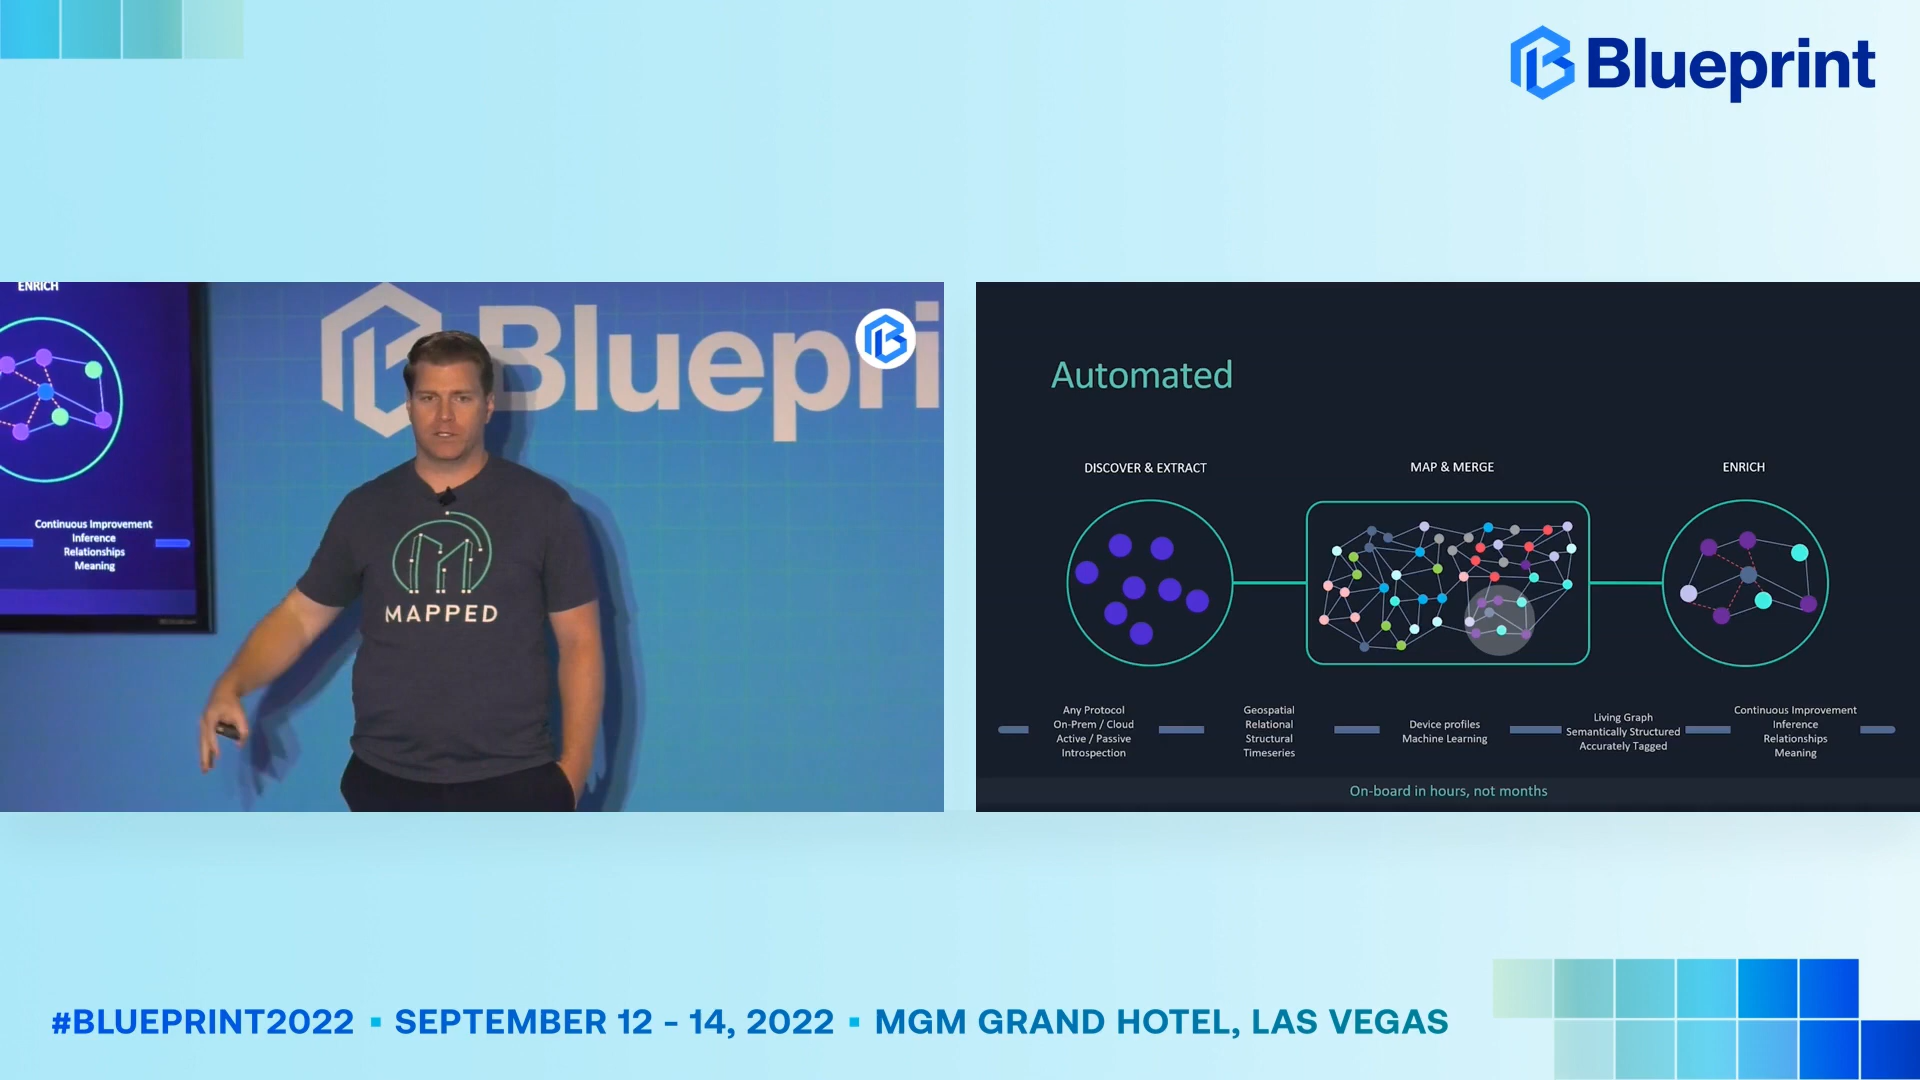 Blueprint
ENRICH
Continuous Improvement
Inference
Relationships
Meaning
Bluepri
MAPPED
Automated
DISCOVER & EXTRACT
MAP & MERGE
ENRICH
Any Protocol
On-Prem / Cloud
Active / Passive
Introspection
Geospatial
Relational
Structural
Timeseries
Device profiles
Machine Learning
Living Graph
Semantically Structured
Accurately Tagged
Continuous Improvement
Inference
Relationships
Meaning
On-board in hours, not months
#BLUEPRINT2022 ▪ SEPTEMBER 12 - 14, 2022 ▪ MGM GRAND HOTEL, LAS VEGAS